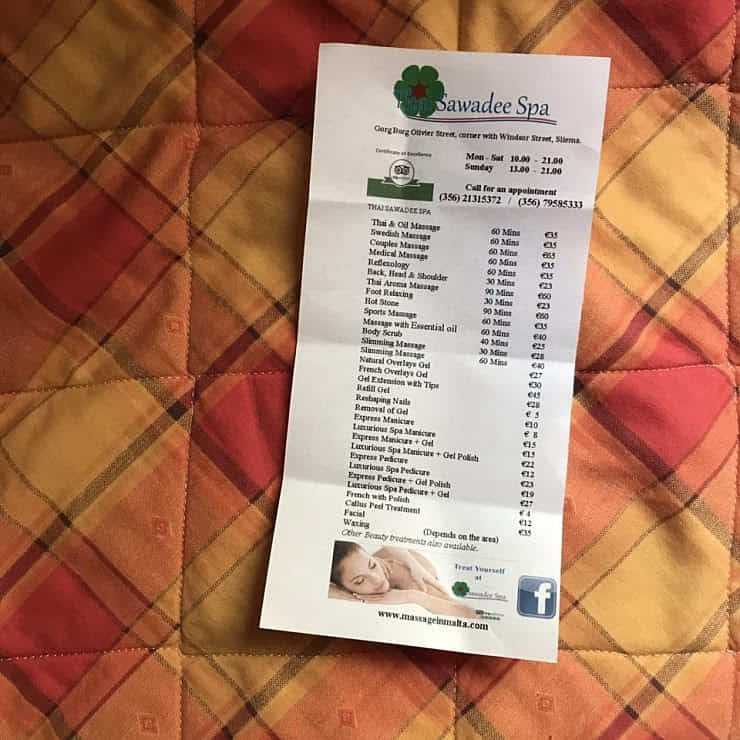 Thai Sawadee Spa
Gorg Borg Olivier Street, corner with Windsor Street, Sliema.
Certificate of Excellence
Mon - Sat 10.00 - 21.00
Sunday 13.00 - 21.00
Call for an appointment
(356) 21315372 / (356) 79585333
THAI SAWADEE SPA
Thai & Oil Massage 60 Mins €35
Swedish Massage 60 Mins €35
Couples Massage 60 Mins €65
Medical Massage 60 Mins €35
Reflexology 60 Mins €35
Back, Head & Shoulder 30 Mins €23
Thai Aroma Massage 90 Mins €60
Foot Relaxing 30 Mins €23
Hot Stone 90 Mins €60
Sports Massage 60 Mins €35
Massage with Essential oil 60 Mins €40
Body Scrub 40 Mins €25
Slimming Massage 30 Mins €28
Slimming Massage 60 Mins €40
Natural Overlays Gel €27
French Overlays Gel €30
Gel Extension with Tips €45
Refill Gel €28
Reshaping Nails € 5
Removal of Gel €10
Express Manicure € 8
Luxurious Spa Manicure €15
Express Manicure + Gel €15
Luxurious Spa Manicure + Gel Polish €22
Express Pedicure €12
Luxurious Spa Pedicure €23
Express Pedicure + Gel Polish €19
Luxurious Spa Pedicure + Gel €27
French with Polish € 4
Callus Peel Treatment €12
Facial €35
Waxing (Depends on the area)
Other Beauty treatments also available.
Treat Yourself
at
Sawadee Spa
www.massageinmalta.com
f